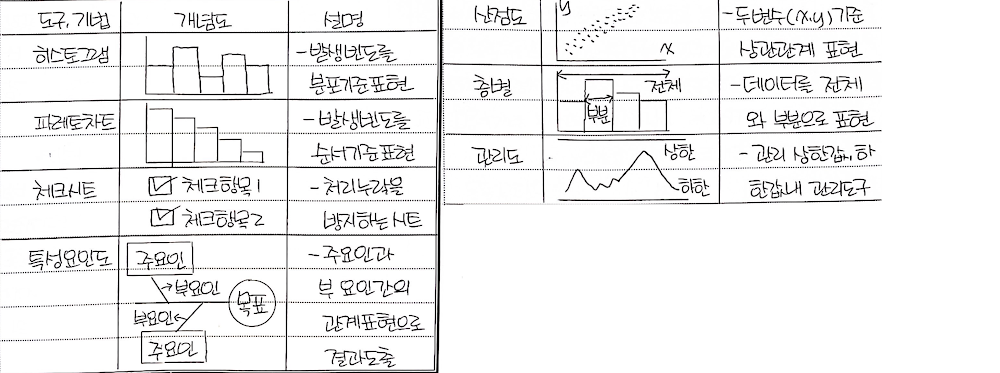 도구, 기법 개념도 설명
히스토그램 -발생빈도를
분포기준표현
파레토차트 -발생빈도를
순서기준표현
체크시트 체크항목1 -처리누락을
체크항목2 방지하는시트
특성요인도 주요인 -주요인과
부요인 부 요인간의
목표
부요인 관계표현으로
주요인 결과도출
산점도 y -두변수(x,y)기준
x 상관관계 표현
층별 전체 -데이터를 전체
부분 와 부분으로 표현
관리도 상한 -관리 상한값, 하
하한 한값내 관리도구